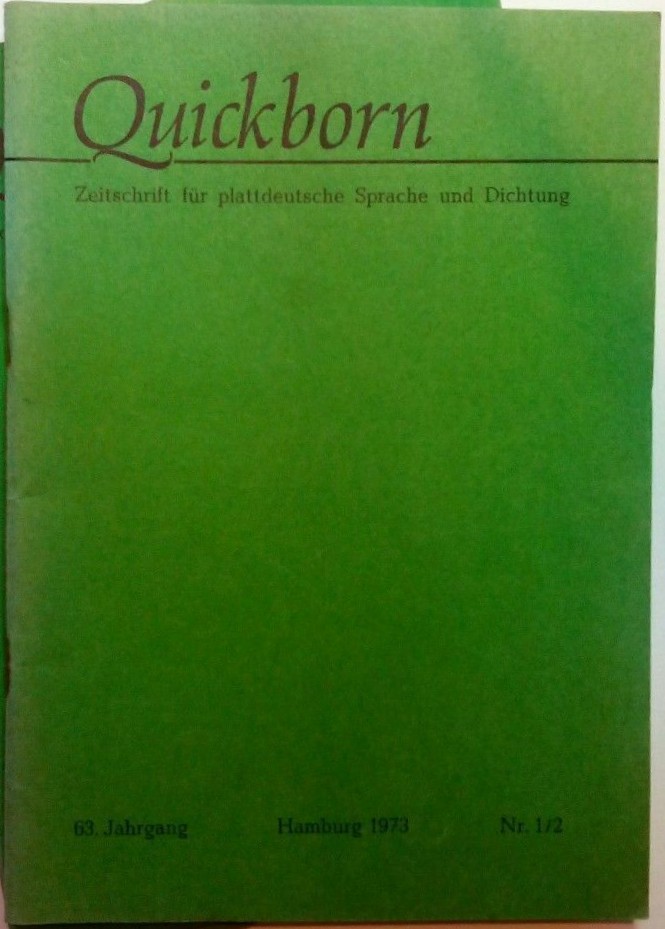 Quickborn
Zeitschrift für plattdeutsche Sprache und Dichtung
63. Jahrgang Hamburg 1973 Nr. 1/2